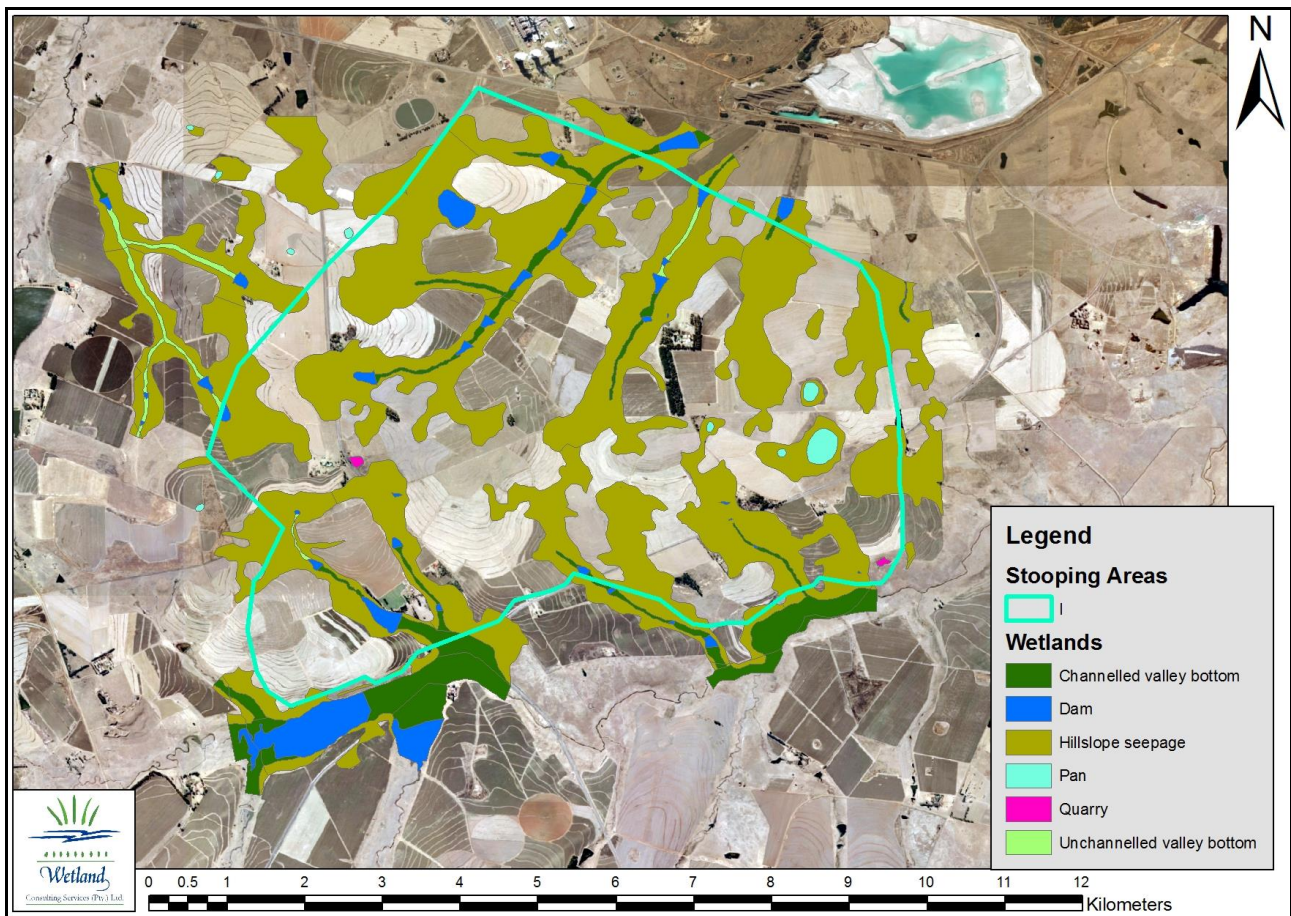 N
Legend
Stooping Areas
I
Wetlands
Channelled valley bottom
Dam
Hillslope seepage
Pan
Quarry
Unchannelled valley bottom
Wetland
Consulting Services (Pty.) Ltd.
0 0.5 1 2 3 4 5 6 7 8 9 10 11 12
Kilometers